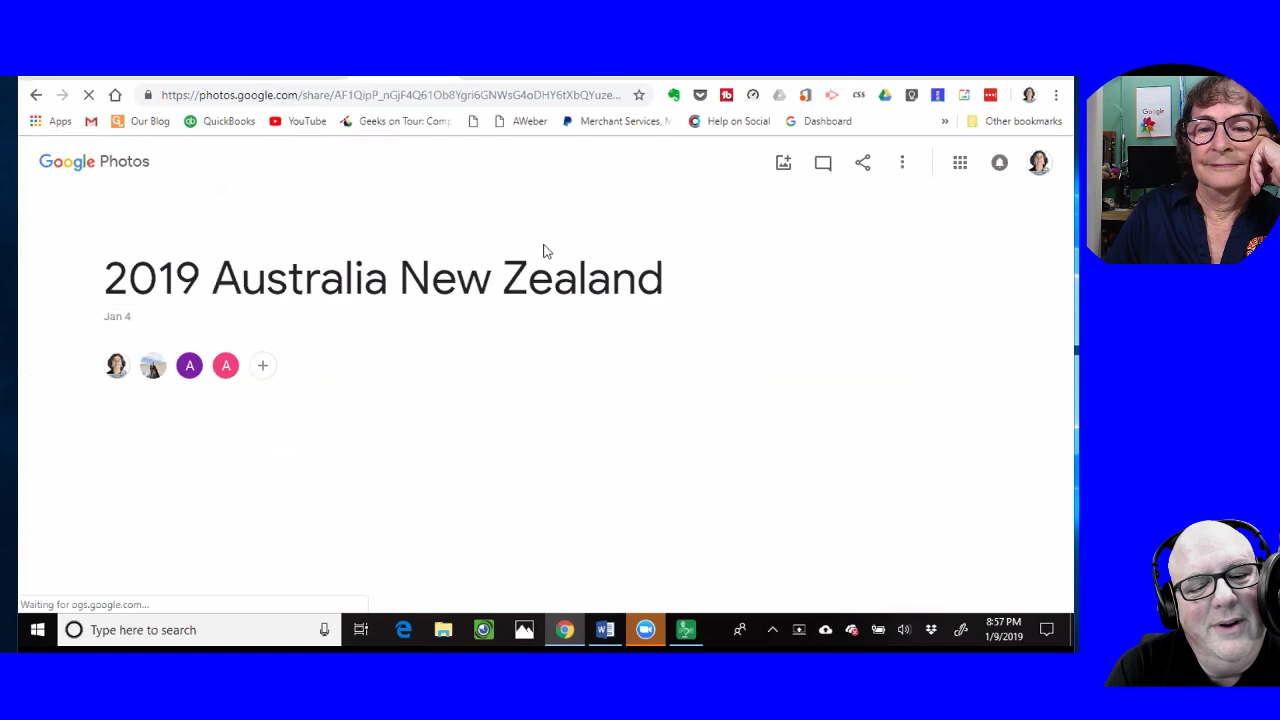 https://photos.google.com/share/AF1QipP_nGjF4Q61Ob8Ygri6GNWsG4oDHY6tXbQYuze...
Apps Our Blog QuickBooks YouTube Geeks on Tour: Comp AWeber Merchant Services, Help on Social Dashboard » Other bookmarks
Google Photos
2019 Australia New Zealand
Jan 4
A A +
Waiting for ogs.google.com...
Type here to search
8:57 PM
1/9/2019
Google